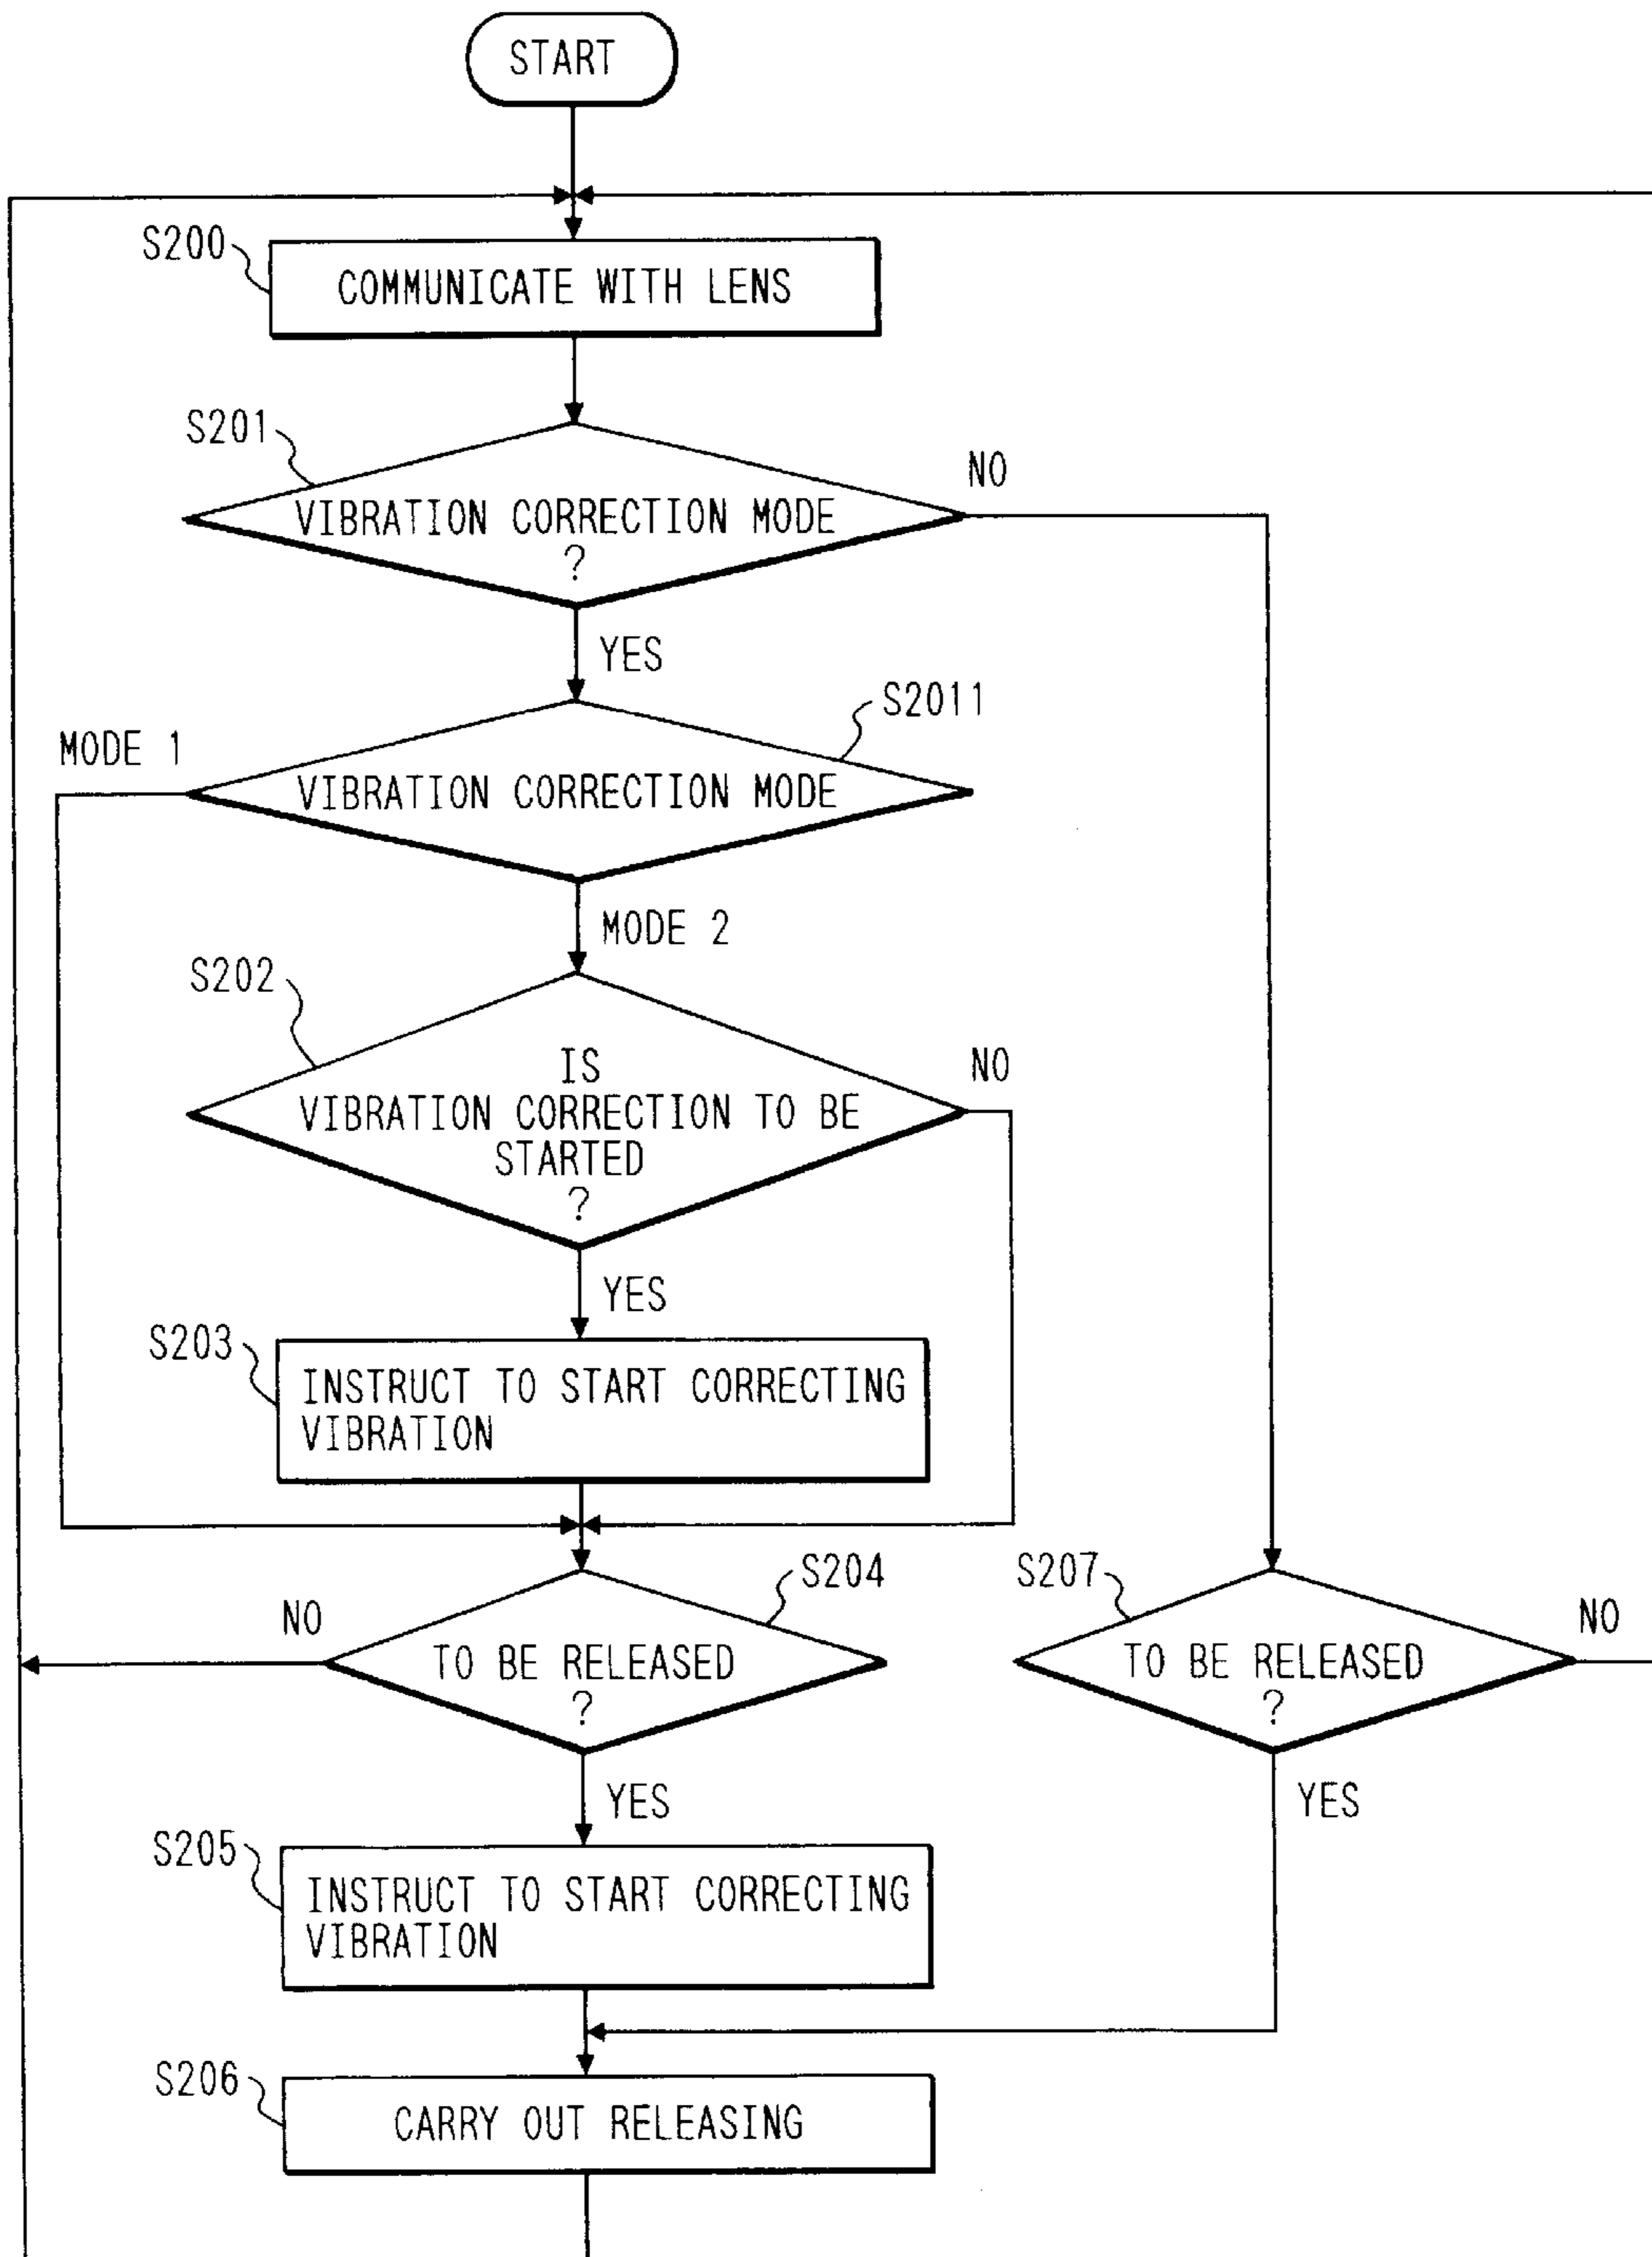 START
S200
COMMUNICATE WITH LENS
S201
NO
VIBRATION CORRECTION MODE
?
YES
S2011
MODE 1
VIBRATION CORRECTION MODE
MODE 2
S202
NO
IS
VIBRATION CORRECTION TO BE
STARTED
?
YES
S203
INSTRUCT TO START CORRECTING
VIBRATION
S204
S207
NO
NO
TO BE RELEASED
?
TO BE RELEASED
?
YES
YES
S205
INSTRUCT TO START CORRECTING
VIBRATION
S206
CARRY OUT RELEASING